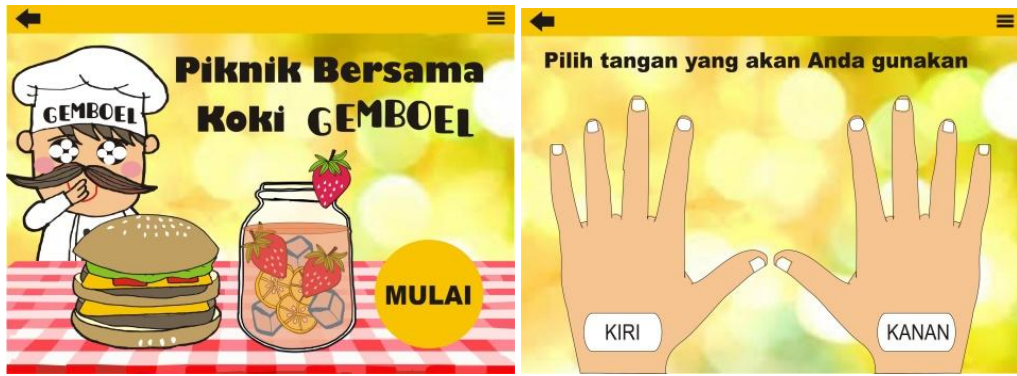 Piknik Bersama
Koki GEMBOEL
GEMBOEL
MULAI
Pilih tangan yang akan Anda gunakan
KIRI
KANAN